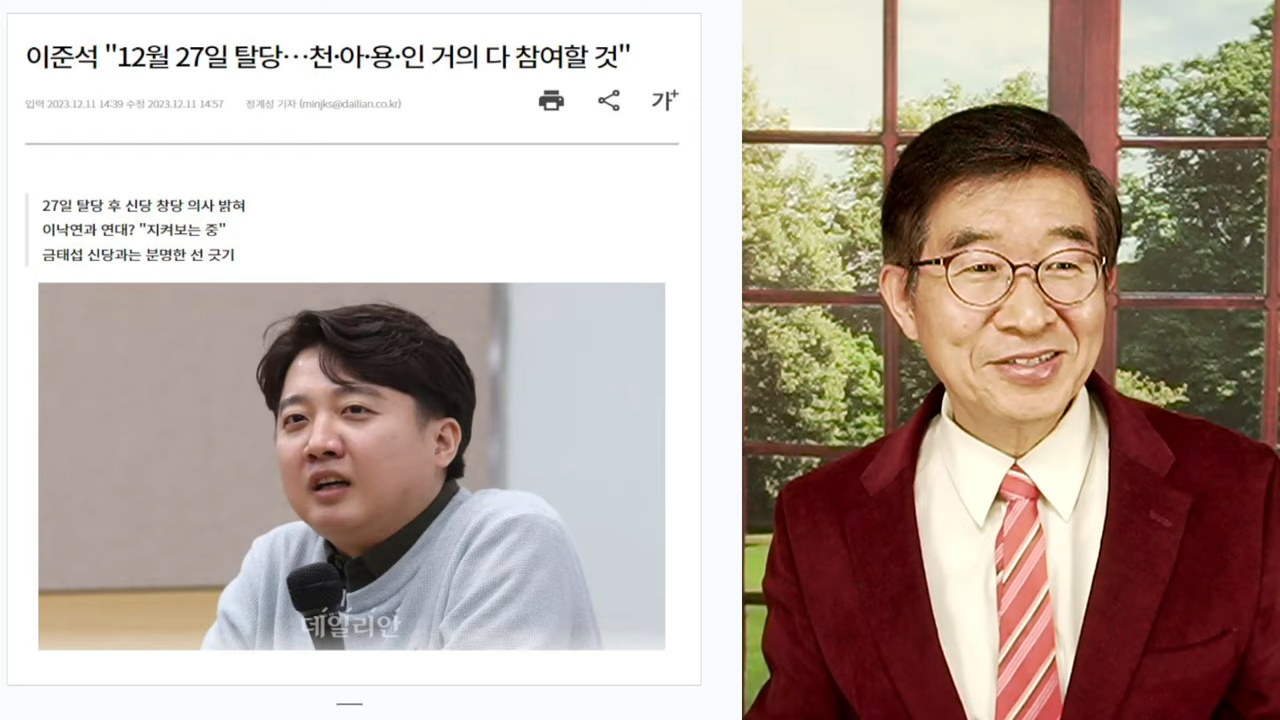 이준석 "12월 27일 탈당…천·아·용·인 거의 다 참여할 것"
입력 2023.12.11 14:39 수정 2023.12.11 14:57 정계성 기자 (minjks@dailian.co.kr)
가+
27일 탈당 후 신당 창당 의사 밝혀
이낙연과 연대? "지켜보는 중"
금태섭 신당과는 분명한 선 긋기
데일리안